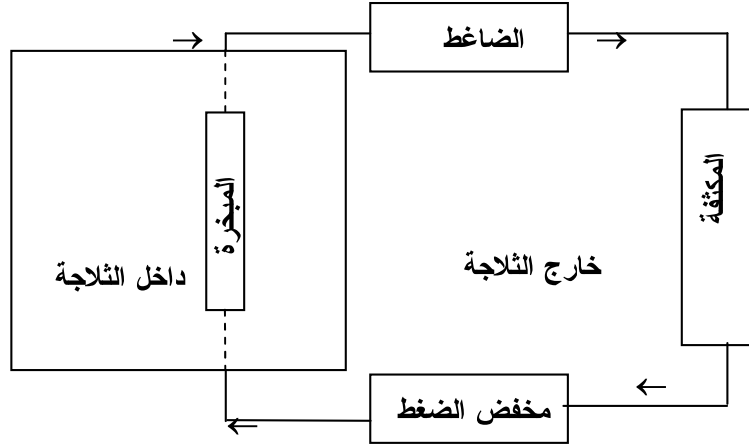 الضاغط
المكثفة
المبخرة
داخل الثلاجة
خارج الثلاجة
مخفض الضغط